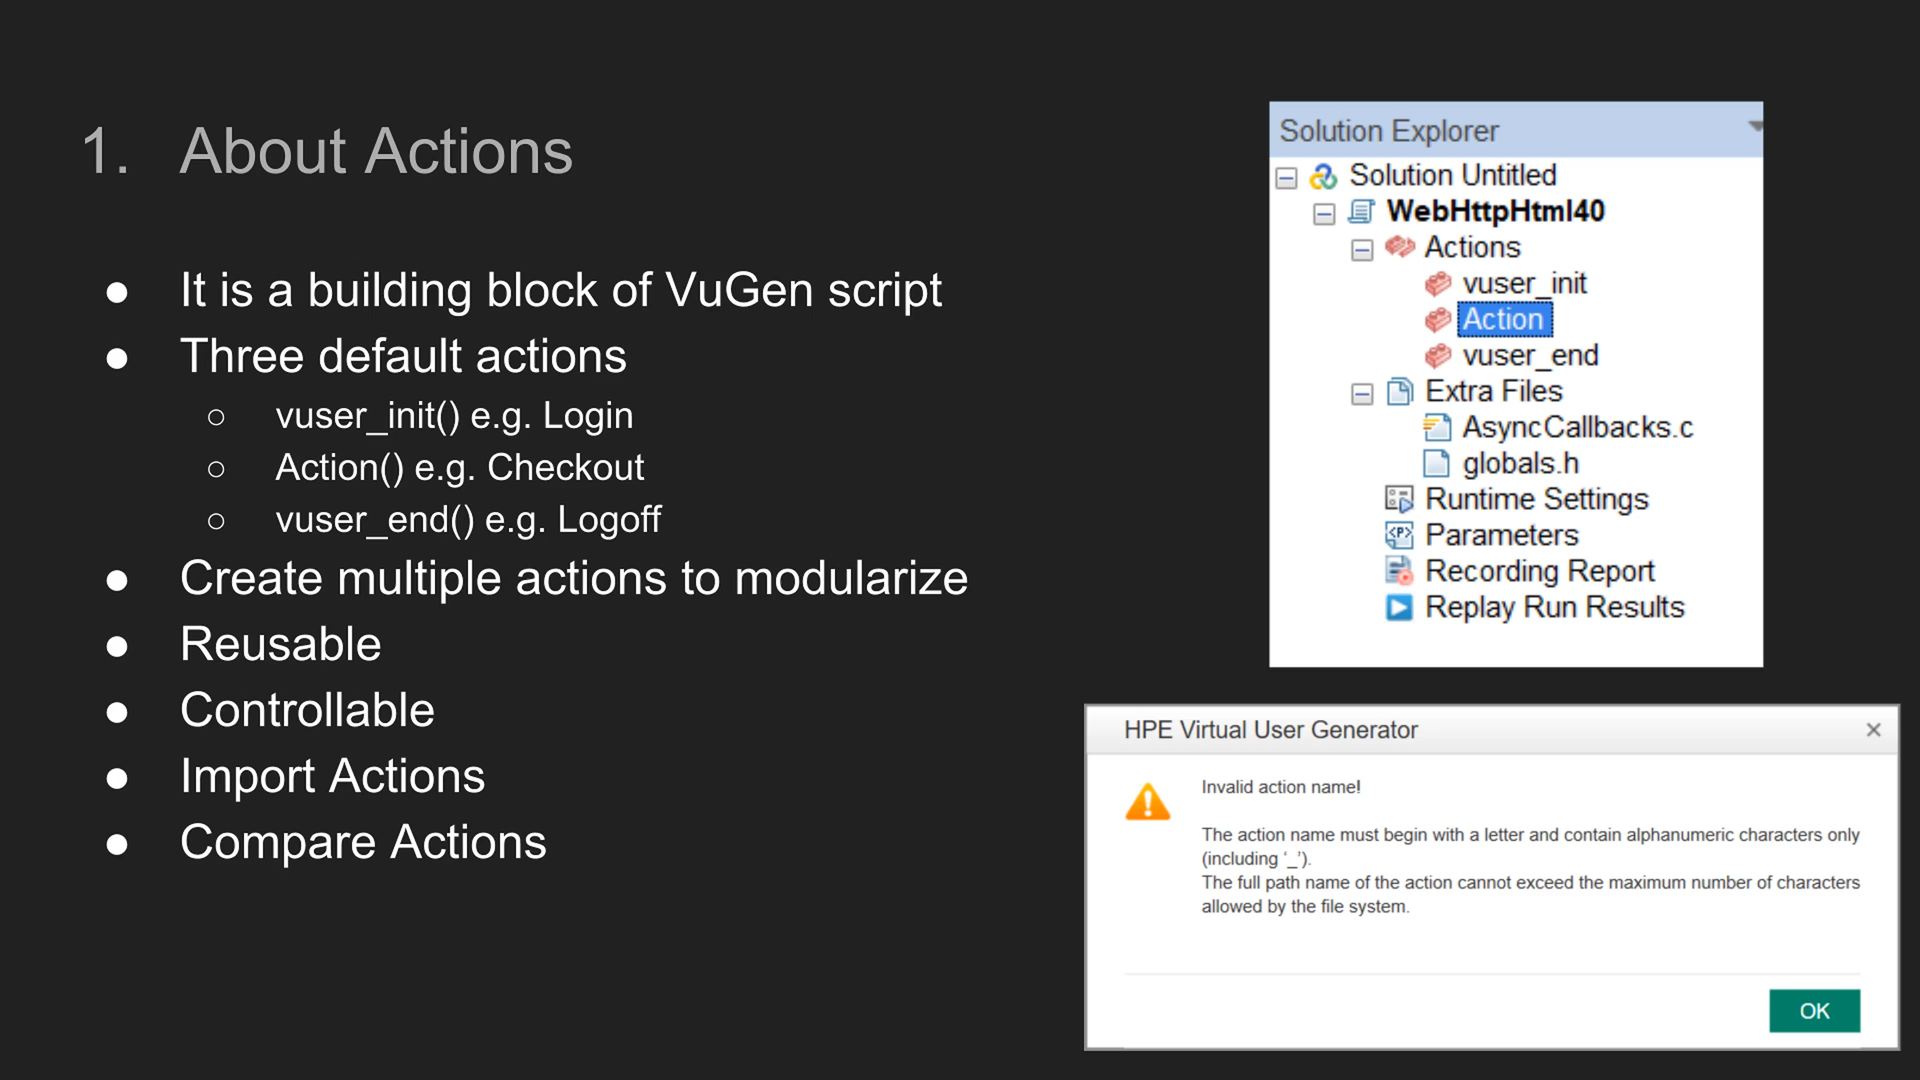 1. About Actions
● It is a building block of VuGen script
● Three default actions
○ vuser_init() e.g. Login
○ Action() e.g. Checkout
○ vuser_end() e.g. Logoff
● Create multiple actions to modularize
● Reusable
● Controllable
● Import Actions
● Compare Actions
Solution Explorer
Solution Untitled
WebHttpHtml40
Actions
vuser_init
Action
vuser_end
Extra Files
AsyncCallbacks.c
globals.h
Runtime Settings
Parameters
Recording Report
Replay Run Results
HPE Virtual User Generator
Invalid action name!
The action name must begin with a letter and contain alphanumeric characters only
(including ‘_’).
The full path name of the action cannot exceed the maximum number of characters
allowed by the file system.
OK